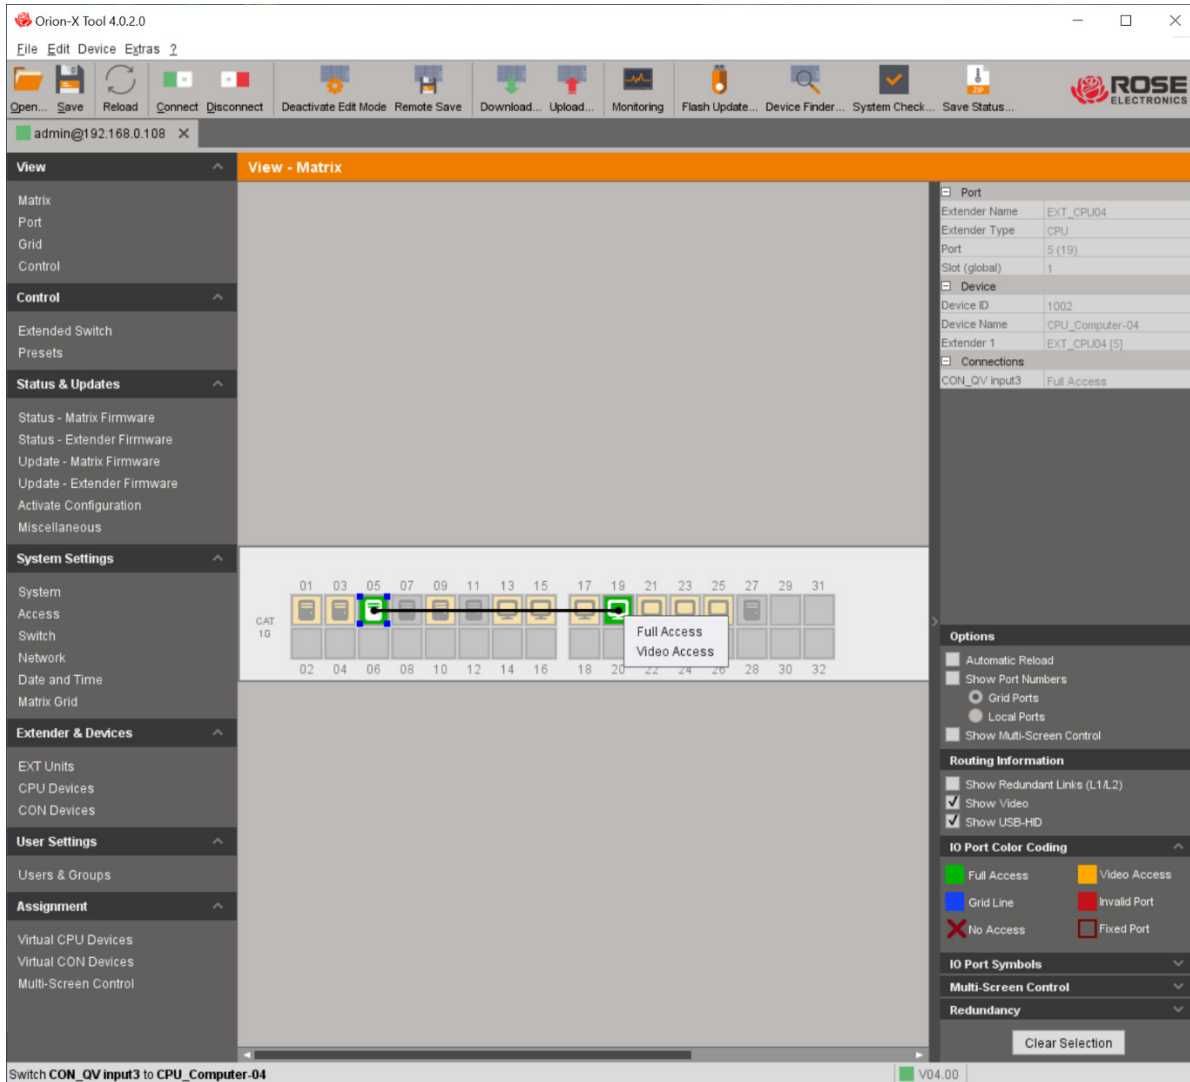 Orion-X Tool 4.0.2.0
File Edit Device Extras ?
Open... Save Reload Connect Disconnect Deactivate Edit Mode Remote Save Download... Upload... Monitoring Flash Update... Device Finder... System Check... Save Status...
ZIP
ROSE
ELECTRONICS
admin@192.168.0.108
View
Matrix
Port
Grid
Control
Control
Extended Switch
Presets
Status & Updates
Status - Matrix Firmware
Status - Extender Firmware
Update - Matrix Firmware
Update - Extender Firmware
Activate Configuration
Miscellaneous
System Settings
System
Access
Switch
Network
Date and Time
Matrix Grid
Extender & Devices
EXT Units
CPU Devices
CON Devices
User Settings
Users & Groups
Assignment
Virtual CPU Devices
Virtual CON Devices
Multi-Screen Control
View - Matrix
01 03 05 07 09 11 13 15 17 19 21 23 25 27 29 31
CAT
1G
Full Access
Video Access
02 04 06 08 10 12 14 16 18 20 22 24 26 28 30 32
Port
Extender Name EXT_CPU04
Extender Type CPU
Port 5 (19)
Slot (global) 1
Device
Device ID 1002
Device Name CPU_Computer-04
Extender 1 EXT_CPU04 [5]
Connections
CON_QV input3 Full Access
Options
Automatic Reload
Show Port Numbers
Grid Ports
Local Ports
Show Multi-Screen Control
Routing Information
Show Redundant Links (L1/L2)
Show Video
Show USB-HID
IO Port Color Coding
Full Access Video Access
Grid Line Invalid Port
No Access Fixed Port
IO Port Symbols
Multi-Screen Control
Redundancy
Clear Selection
Switch CON_QV input3 to CPU_Computer-04
V04.00